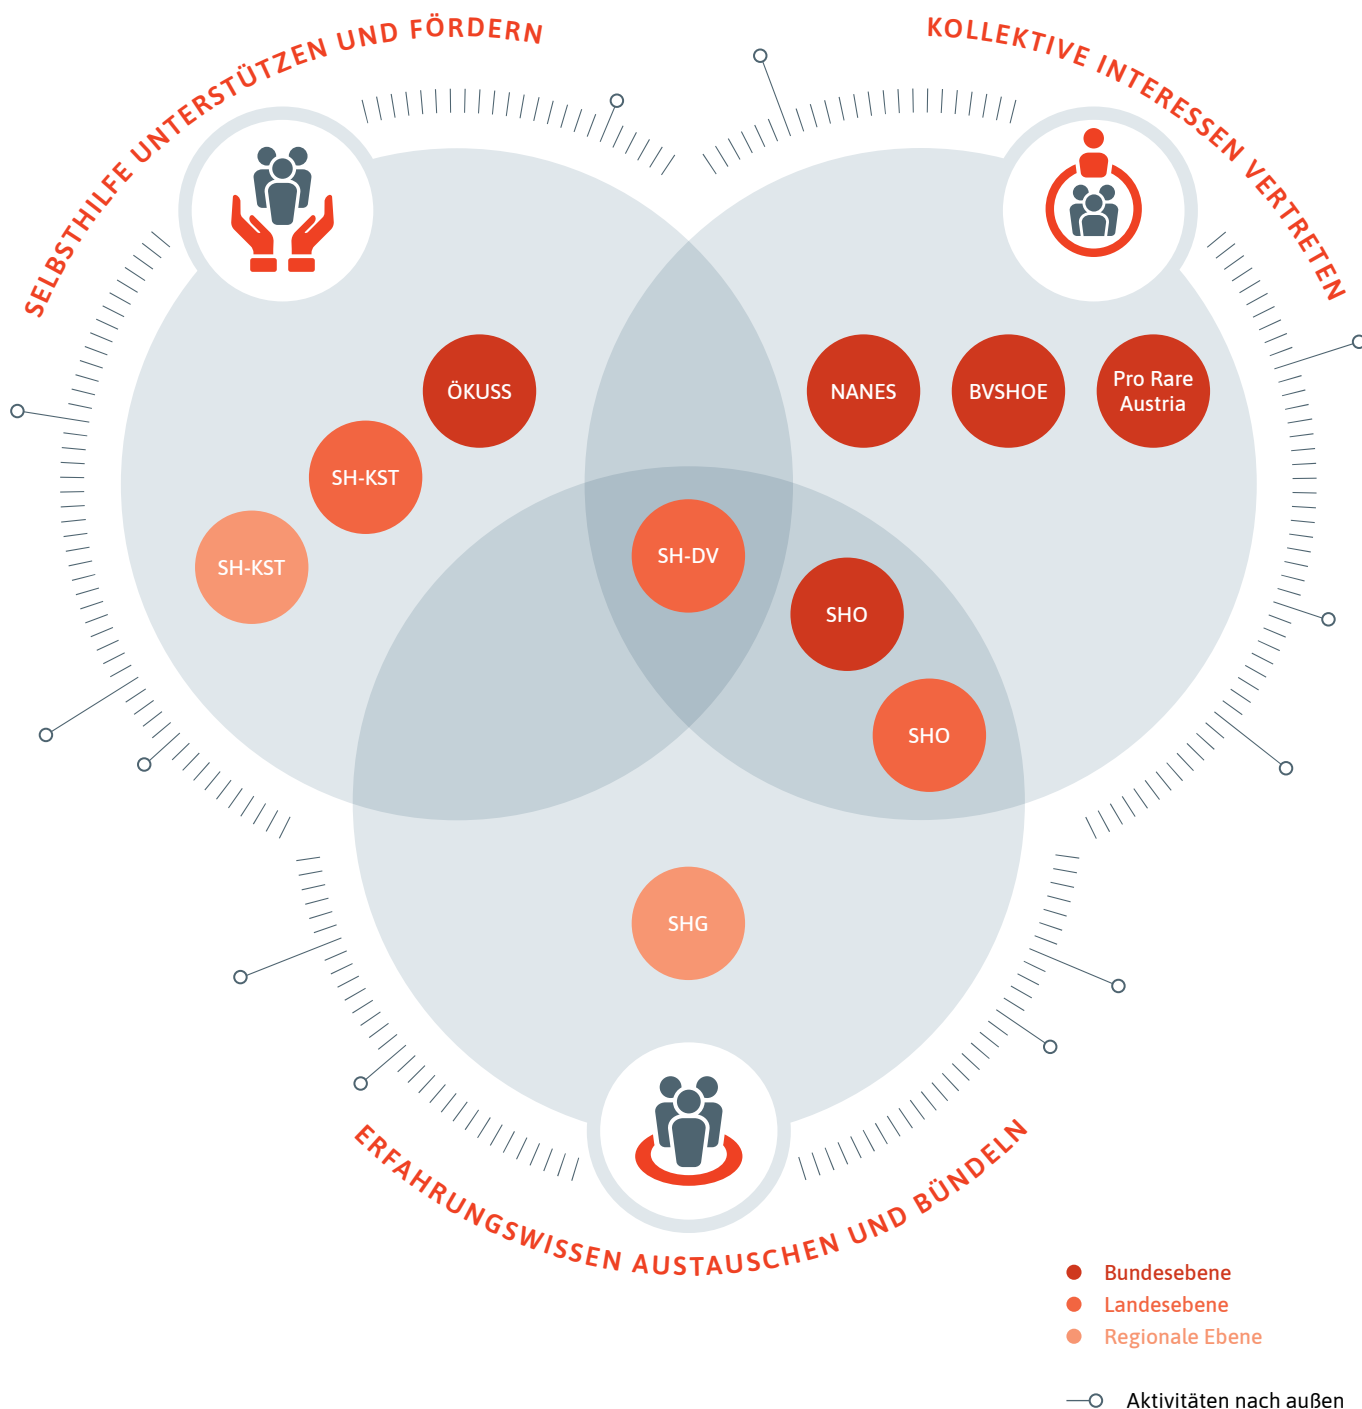 SELBSTHILFE UNTERSTÜTZEN UND FÖRDERN
KOLLEKTIVE INTERESSEN VERTRETEN
ÖKUSS
NANES
BVSHOE
Pro Rare
Austria
SH-KST
SH-KST
SH-DV
SHO
SHO
SHG
ERFAHRUNGSWISSEN AUSTAUSCHEN UND BÜNDELN
Bundesebene
Landesebene
Regionale Ebene
Aktivitäten nach außen